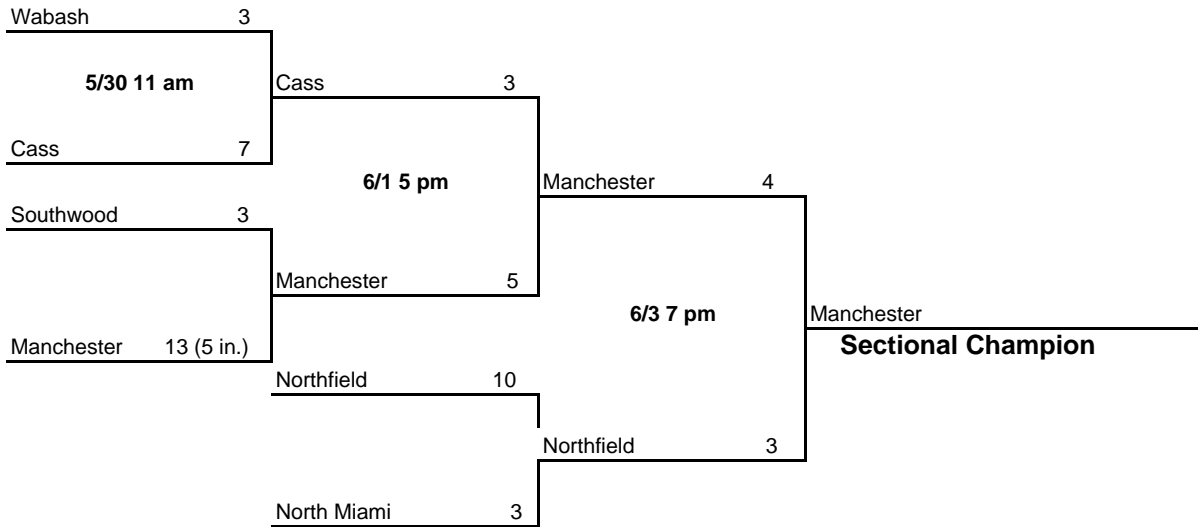 Wabash 3
5/30 11 am
Cass 3
Cass 7
6/1 5 pm
Manchester 4
Southwood 3
Manchester 5
6/3 7 pm
Manchester
Sectional Champion
Manchester 13 (5 in.)
Northfield 10
Northfield 3
North Miami 3